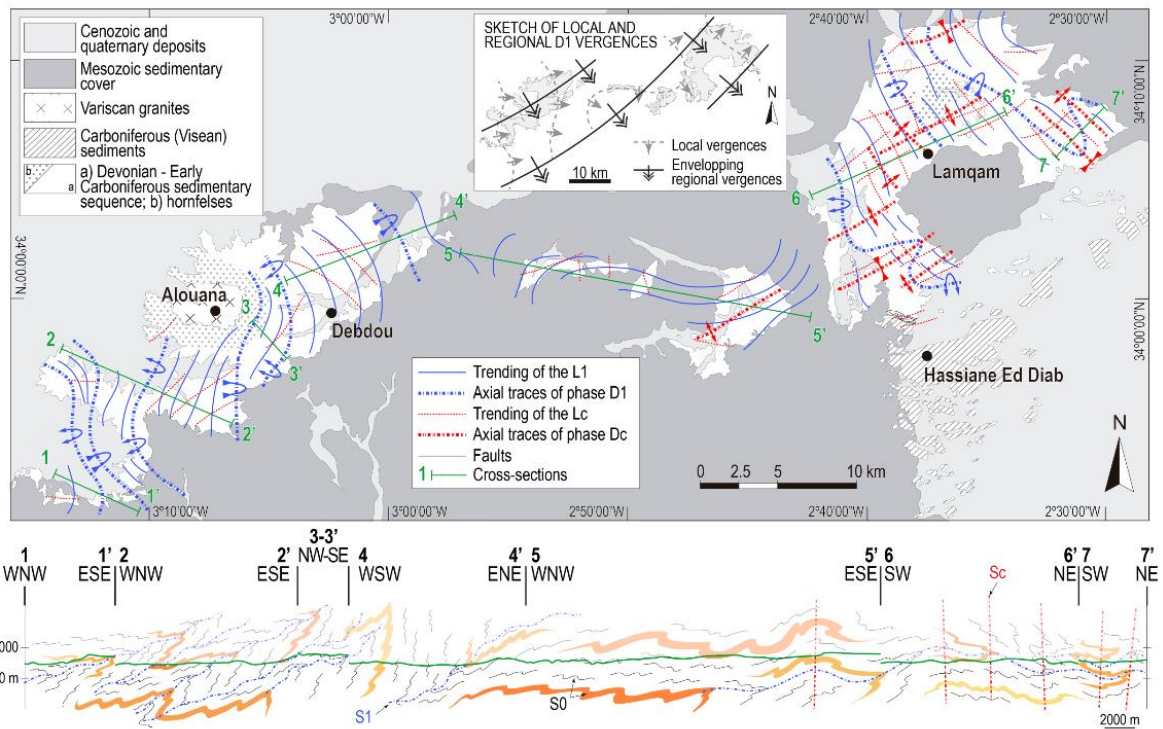 Cenozoic and
quaternary deposits
Mesozoic sedimentary
cover
Variscan granites
Carboniferous (Visean)
sediments
b a
a) Devonian - Early
Carboniferous sedimentary
sequence; b) hornfelses
3°00'00"W
2°40'00"W
2°30'00"W
SKETCH OF LOCAL AND
REGIONAL D1 VERGENCES
N
Local vergences
Envelopping
regional vergences
10 km
34°10'00"N
34°00'00"N
34°00'00"N
Alouana
Debdou
Lamqam
Hassiane Ed Diab
1 1'
2 2'
3 3'
4 4'
5 5'
6 6'
7 7'
Trending of the L1
Axial traces of phase D1
Trending of the Lc
Axial traces of phase Dc
Faults
1 Cross-sections
0 2.5 5 10 km
N
3°10'00"W
03°00'00"W
2°50'00"W
2°40'00"W
2°30'00"W
1 1' 2 2' 3-3' 4 4' 5 5' 6 6' 7 7'
WNW ESE WNW ESE NW-SE WSW ENE WNW ESE SW NE SW NE
Sc
000
0 m
S1
S0
2000 m